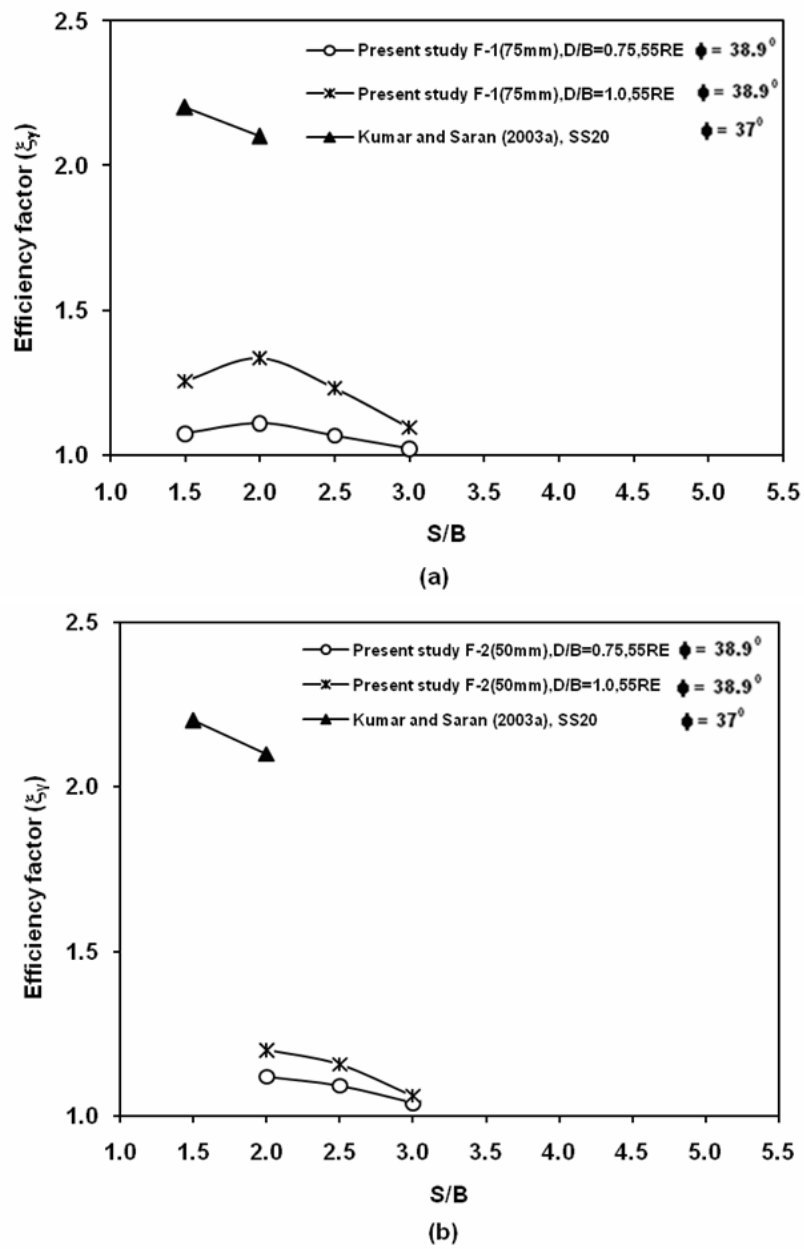 2.5
Present study F-1(75mm),D/B=0.75,55RE ϕ = 38.9⁰
Present study F-1(75mm),D/B=1.0,55RE ϕ = 38.9⁰
Kumar and Saran (2003a), SS20 ϕ = 37⁰
2.0
Efficiency factor (ξγ)
1.5
1.0
1.0 1.5 2.0 2.5 3.0 3.5 4.0 4.5 5.0 5.5
S/B
(a)
2.5
Present study F-2(50mm),D/B=0.75,55RE ϕ = 38.9⁰
Present study F-2(50mm),D/B=1.0,55RE ϕ = 38.9⁰
Kumar and Saran (2003a), SS20 ϕ = 37⁰
2.0
Efficiency factor (ξγ)
1.5
1.0
1.0 1.5 2.0 2.5 3.0 3.5 4.0 4.5 5.0 5.5
S/B
(b)